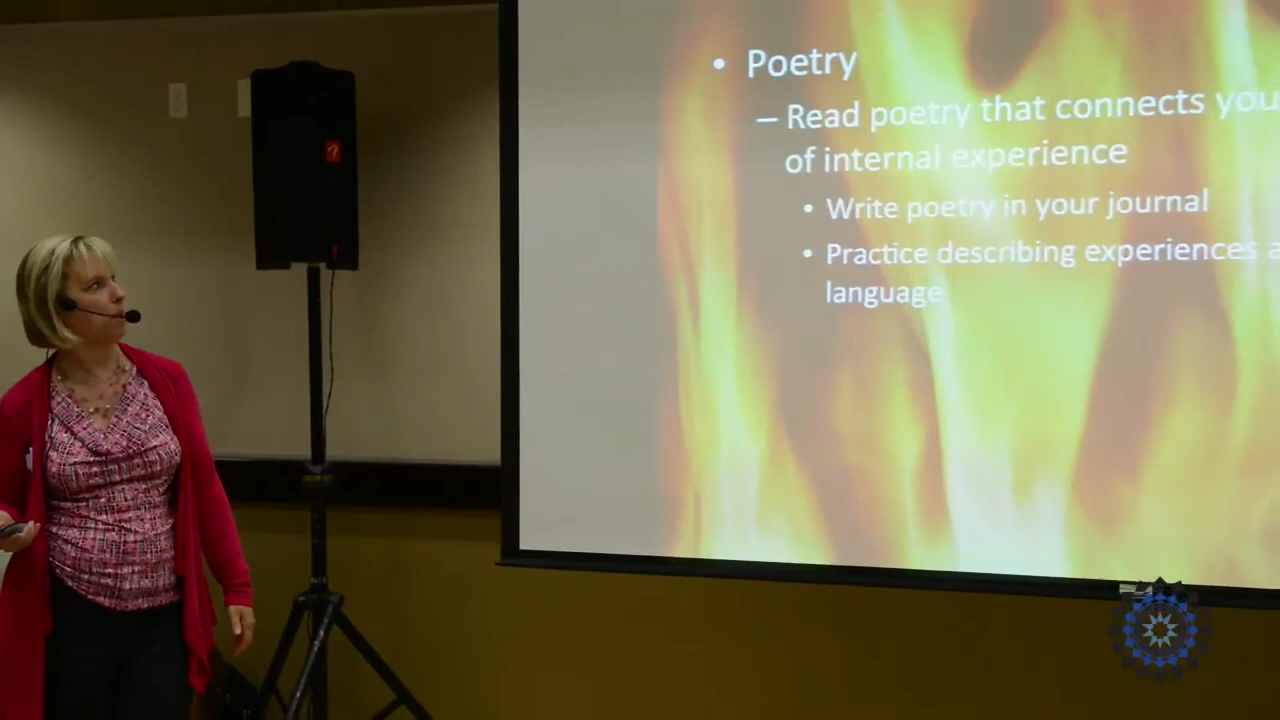 • Poetry
– Read poetry that connects you
of internal experience
• Write poetry in your journal
• Practice describing experiences a
language